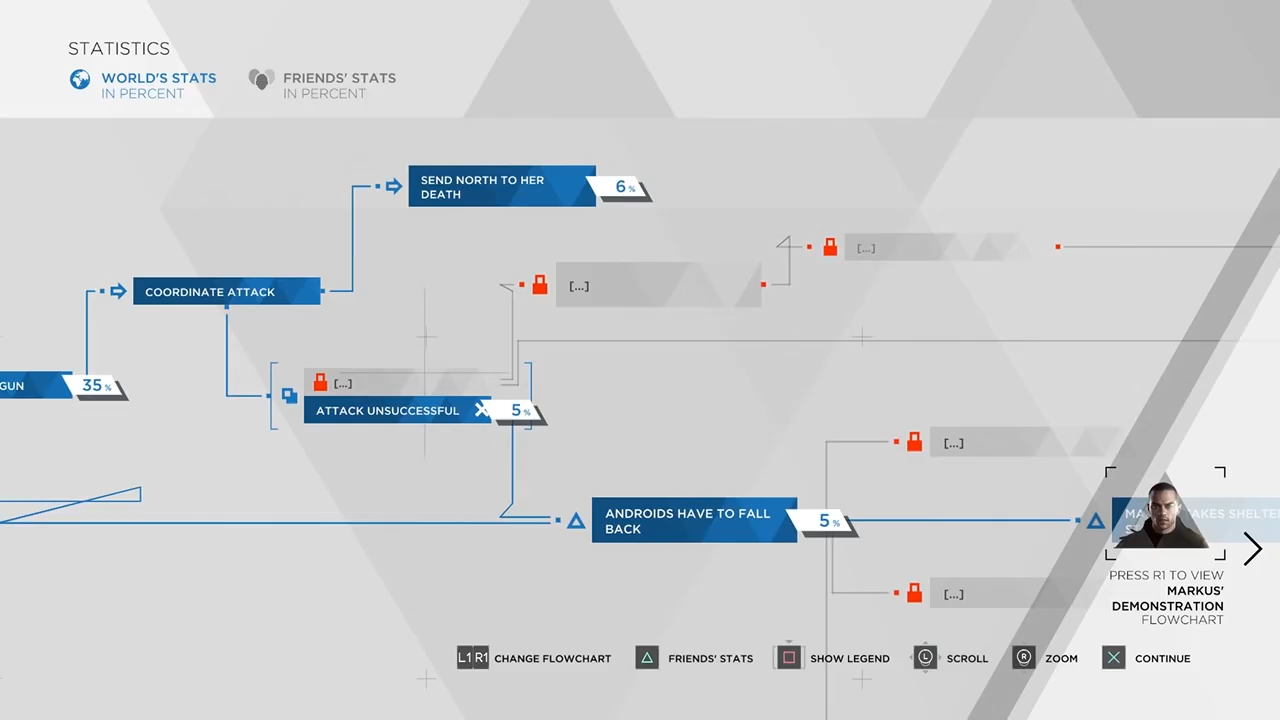 STATISTICS
WORLD'S STATS
IN PERCENT
FRIENDS' STATS
IN PERCENT
SEND NORTH TO HER
DEATH
6%
[...]
[...]
COORDINATE ATTACK
GUN
35%
[...]
ATTACK UNSUCCESSFUL
5%
[...]
ANDROIDS HAVE TO FALL
BACK
5%
SHELTER
[...]
PRESS R1 TO VIEW
MARKUS'
DEMONSTRATION
FLOWCHART
L1 R1 CHANGE FLOWCHART
FRIENDS' STATS
SHOW LEGEND
L SCROLL
R ZOOM
CONTINUE